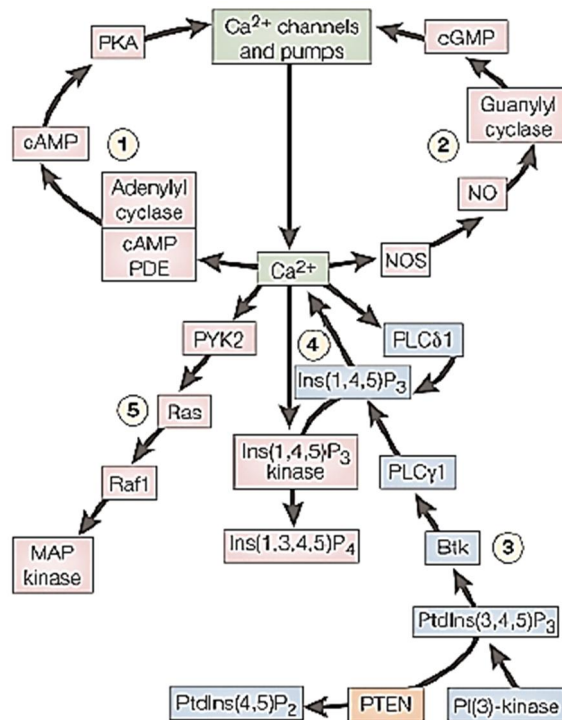 Ca²⁺ channels
and pumps
PKA
cGMP
cAMP
1
2
Guanylyl
cyclase
Adenylyl
cyclase
NO
cAMP
PDE
Ca²⁺
NOS
PYK2
4
PLCδ1
Ins(1,4,5)P₃
5
Ras
Ins(1,4,5)P₃
kinase
Raf1
PLCγ1
MAP
kinase
Ins(1,3,4,5)P₄
Btk
3
PtdIns(3,4,5)P₃
PtdIns(4,5)P₂
PTEN
PI(3)-kinase